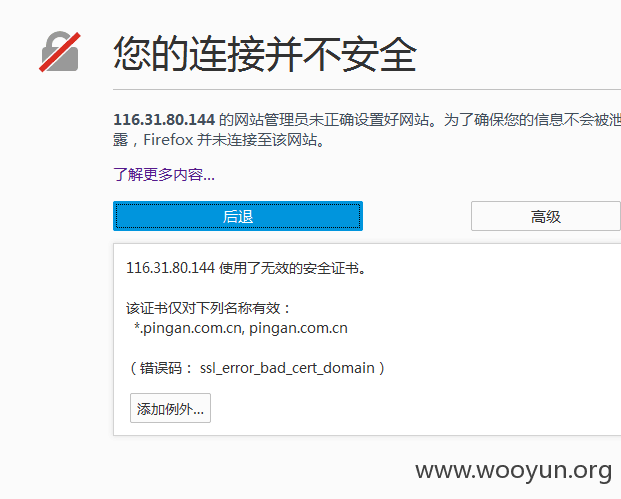 您的连接并不安全
116.31.80.144 的网站管理员未正确设置好网站。为了确保您的信息不会被泄
露，Firefox 并未连接至该网站。
了解更多内容...
后退
高级
116.31.80.144 使用了无效的安全证书。
该证书仅对下列名称有效：
*.pingan.com.cn, pingan.com.cn
（错误码： ssl_error_bad_cert_domain）
添加例外...
www.wooyun.org